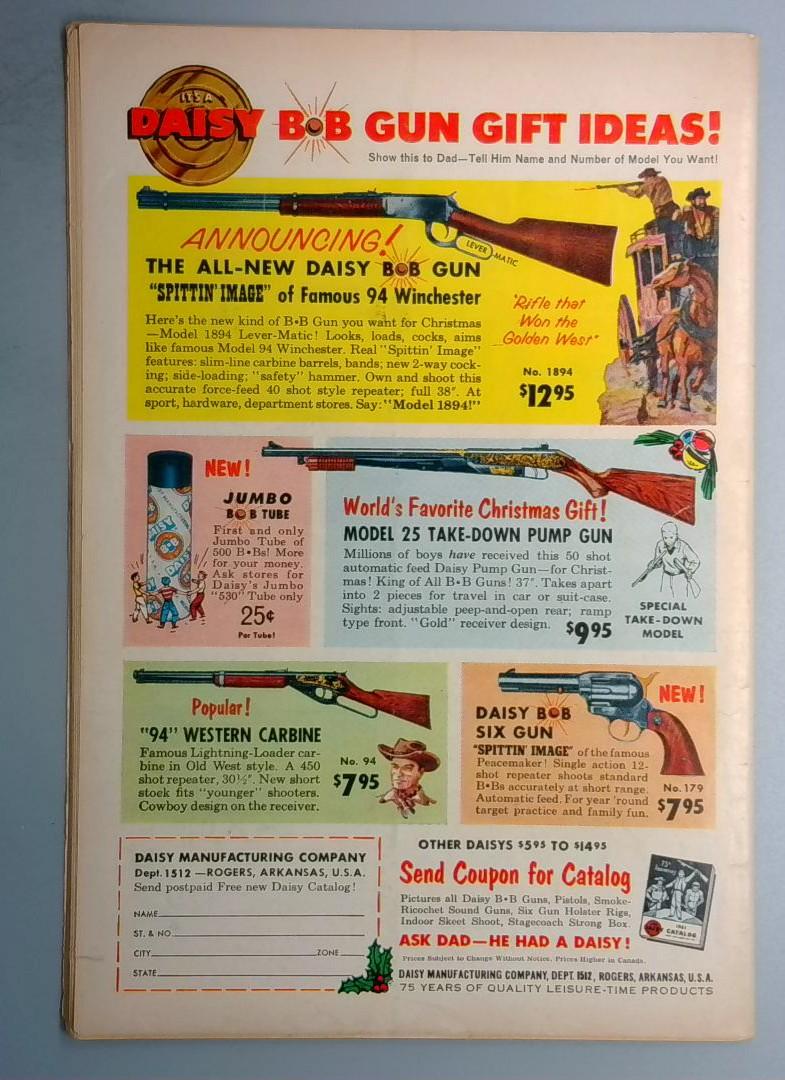 IT'S A
DAISY B•B GUN GIFT IDEAS!
Show this to Dad—Tell Him Name and Number of Model You Want!
LEVER-MATIC
ANNOUNCING!
THE ALL-NEW DAISY B•B GUN
"SPITTIN' IMAGE" of Famous 94 Winchester
Here's the new kind of B•B Gun you want for Christmas
—Model 1894 Lever-Matic! Looks, loads, cocks, aims
like famous Model 94 Winchester. Real "Spittin' Image"
features: slim-line carbine barrels, bands; new 2-way cock-
ing; side-loading; "safety" hammer. Own and shoot this
accurate force-feed 40 shot style repeater; full 38". At
sport, hardware, department stores. Say: "Model 1894!"
"Rifle that
Won the
Golden West"
No. 1894
$12 95
NEW!
JUMBO
B•B TUBE
First and only
Jumbo Tube of
500 B•Bs! More
for your money.
Ask stores for
Daisy's Jumbo
"530" Tube only
25¢
Per Tube!
DAISY
B•B
World's Favorite Christmas Gift!
MODEL 25 TAKE-DOWN PUMP GUN
Millions of boys have received this 50 shot
automatic feed Daisy Pump Gun—for Christ-
mas! King of All B•B Guns! 37". Takes apart
into 2 pieces for travel in car or suit-case.
Sights: adjustable peep-and-open rear; ramp
type front. "Gold" receiver design. $9 95
SPECIAL
TAKE-DOWN
MODEL
Popular!
"94" WESTERN CARBINE
Famous Lightning-Loader car-
bine in Old West style. A 450
shot repeater, 30½". New short
stock fits "younger" shooters.
Cowboy design on the receiver.
No. 94
$7 95
NEW!
DAISY B•B
SIX GUN
"SPITTIN' IMAGE" of the famous
Peacemaker! Single action 12-
shot repeater shoots standard
B•Bs accurately at short range.
Automatic feed. For year 'round
target practice and family fun.
No. 179
$7 95
DAISY MANUFACTURING COMPANY
Dept. 1512—ROGERS, ARKANSAS, U.S.A.
Send postpaid Free new Daisy Catalog!
NAME
ST. & NO.
CITY ZONE
STATE
OTHER DAISYS $5 95 TO $14 95
Send Coupon for Catalog
Pictures all Daisy B•B Guns, Pistols, Smoke-
Ricochet Sound Guns, Six Gun Holster Rigs,
Indoor Skeet Shoot, Stagecoach Strong Box.
ASK DAD—HE HAD A DAISY!
Prices Subject to Change Without Notice. Prices Higher in Canada.
DAISY MANUFACTURING COMPANY, DEPT. 1512, ROGERS, ARKANSAS, U.S.A.
75 YEARS OF QUALITY LEISURE-TIME PRODUCTS
75th
DAISY
1961
CATALOG